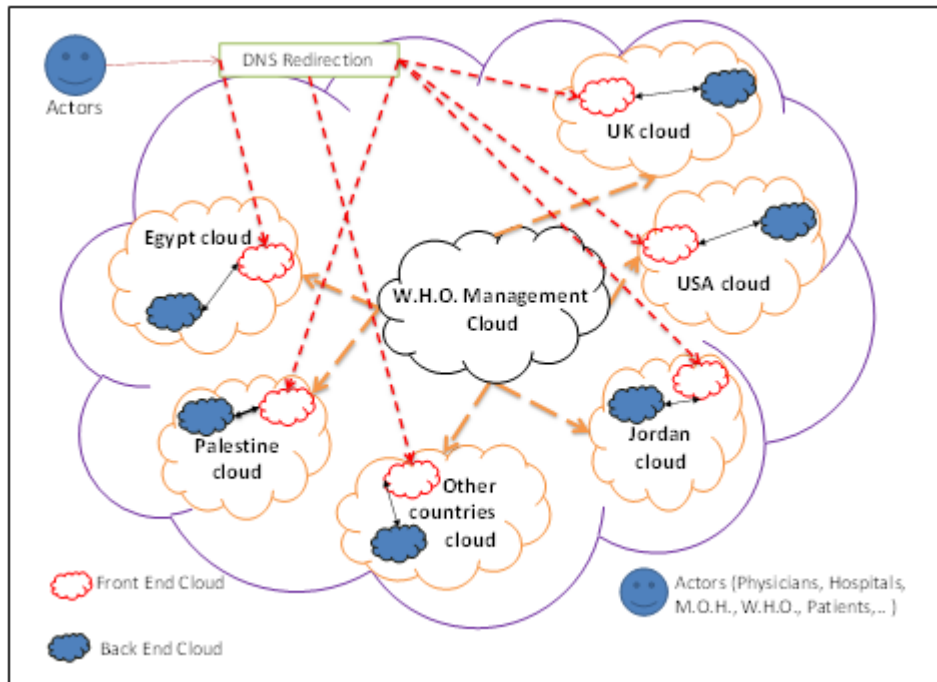 DNS Redirection
Actors
UK cloud
Egypt cloud
USA cloud
W.H.O. Management
Cloud
Palestine
cloud
Jordan
cloud
Other
countries
cloud
Front End Cloud
Back End Cloud
Actors (Physicians, Hospitals,
M.O.H., W.H.O., Patients,.. )